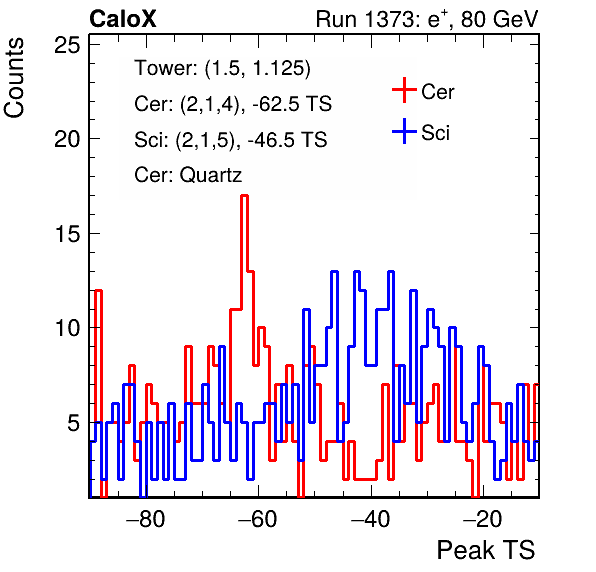 CaloX Run 1373: e+, 80 GeV
Counts
25
20
15
10
5
Tower: (1.5, 1.125)
Cer: (2,1,4), -62.5 TS
Sci: (2,1,5), -46.5 TS
Cer: Quartz
Cer
Sci
−80 −60 −40 −20
Peak TS